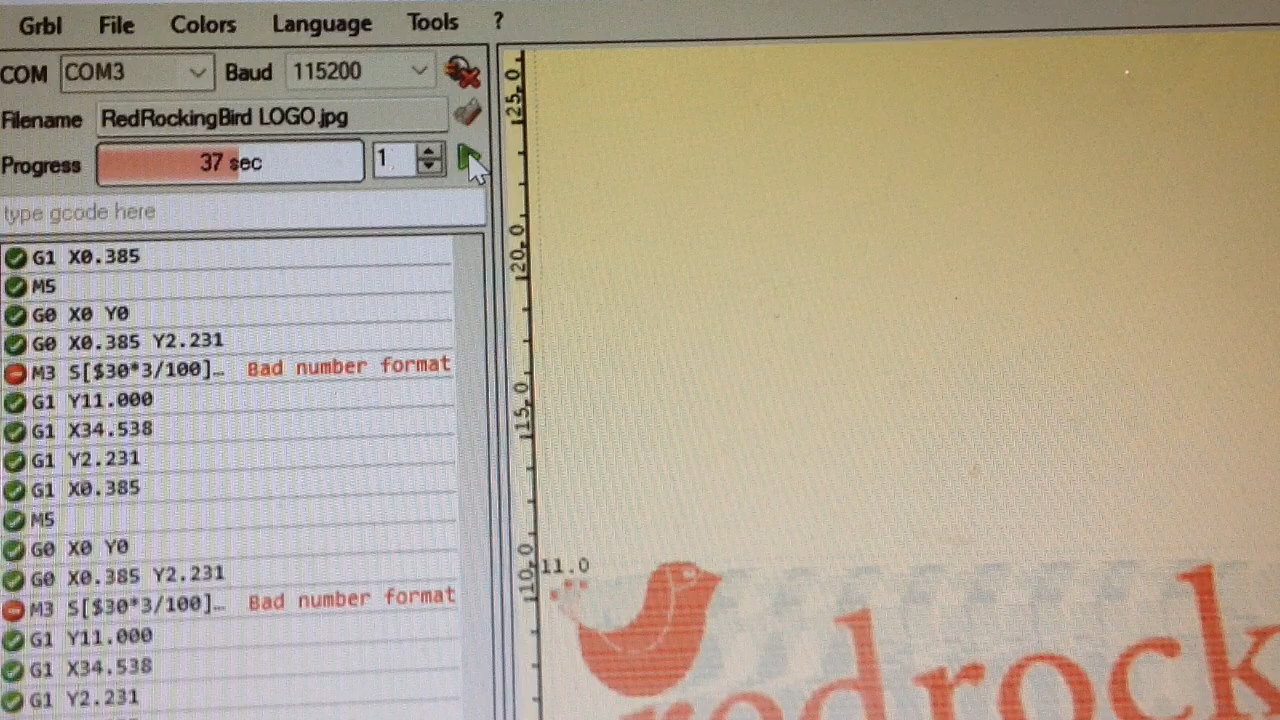 Grbl File Colors Language Tools ?
COM COM3 Baud 115200
Filename RedRockingBird LOGO.jpg
Progress 37 sec 1
type gcode here
G1 X0.385
M5
G0 X0 Y0
G0 X0.385 Y2.231
M3 S[$30*3/100]… Bad number format
G1 Y11.000
G1 X34.538
G1 Y2.231
G1 X0.385
M5
G0 X0 Y0
G0 X0.385 Y2.231
M3 S[$30*3/100]… Bad number format
G1 Y11.000
G1 X34.538
G1 Y2.231
25.0
20.0
15.0
10.0
11.0
redrock